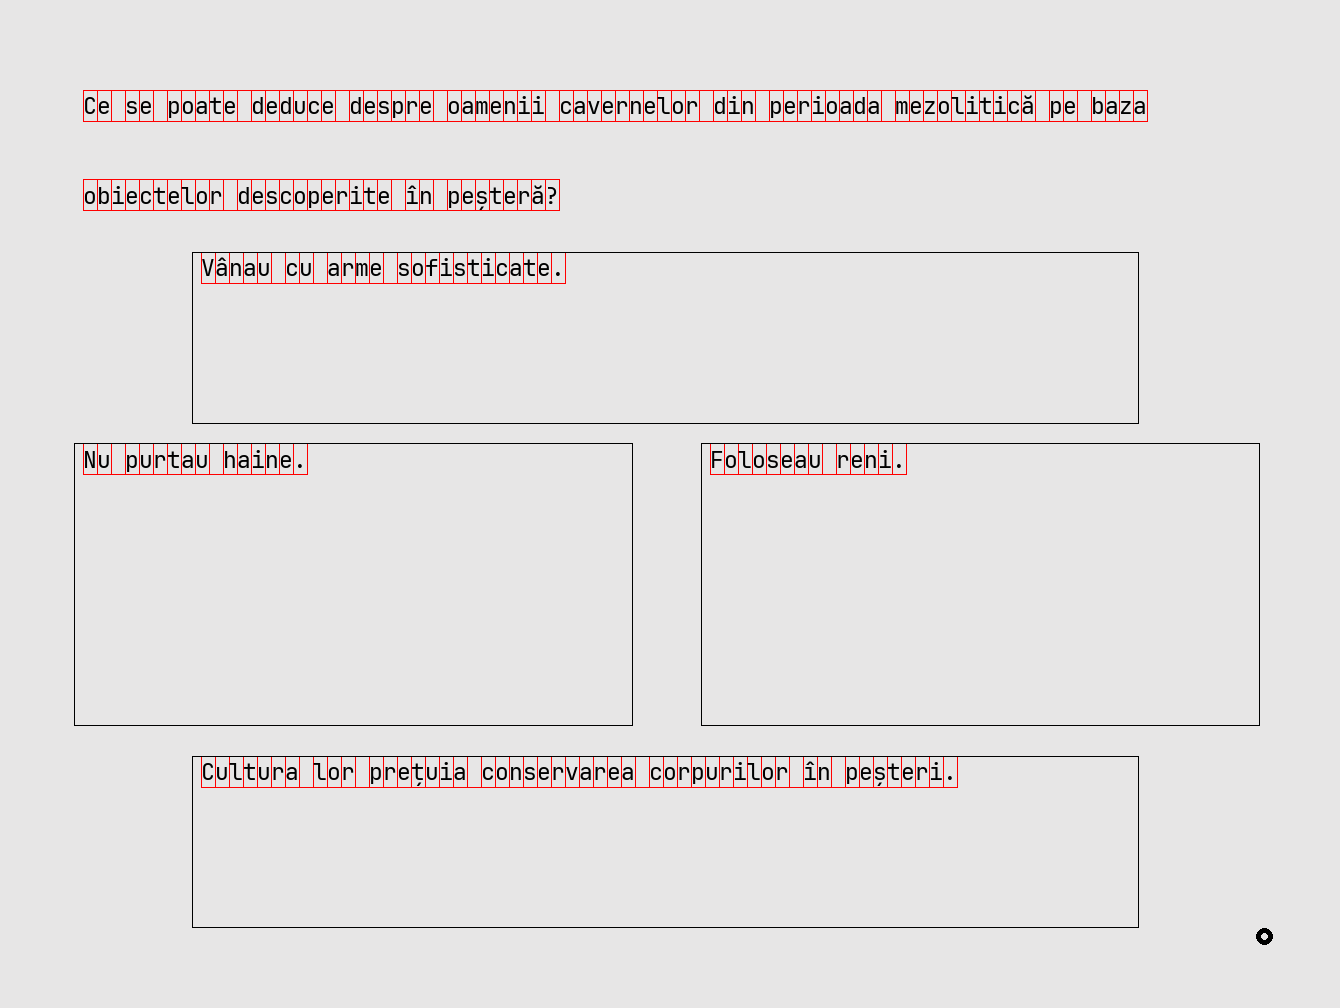 Ce se poate deduce despre oamenii cavernelor din perioada mezolitică pe baza
obiectelor descoperite în peșteră?
Vânau cu arme sofisticate.
Nu purtau haine.
Foloseau reni.
Cultura lor prețuia conservarea corpurilor în peșteri.